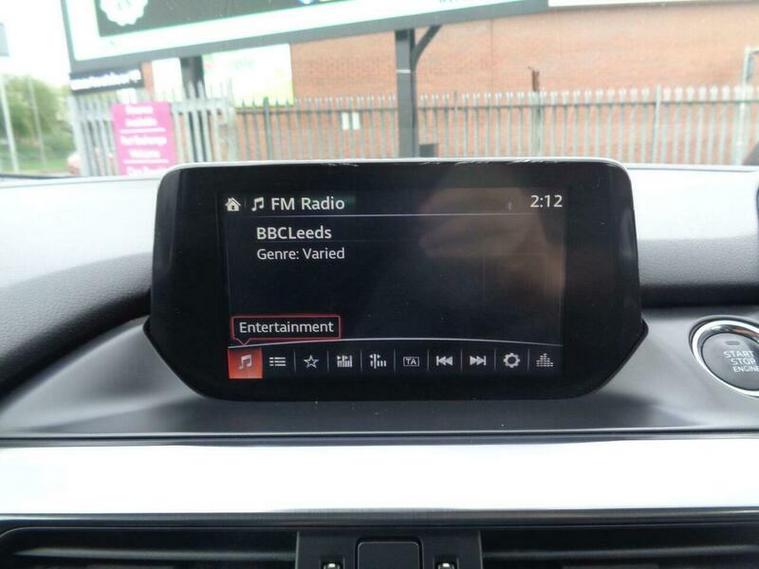 FM Radio
2:12
BBCLeeds
Genre: Varied
Entertainment
TA
START
STOP
ENGINE